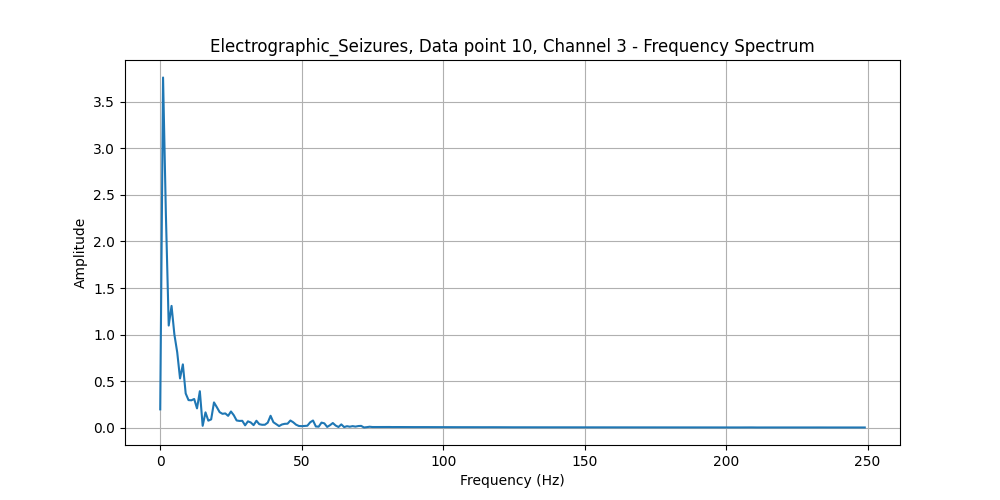 Electrographic_Seizures, Data point 10, Channel 3 - Frequency Spectrum
3.5
3.0
2.5
2.0
1.5
1.0
0.5
0.0
Amplitude
0 50 100 150 200 250
Frequency (Hz)